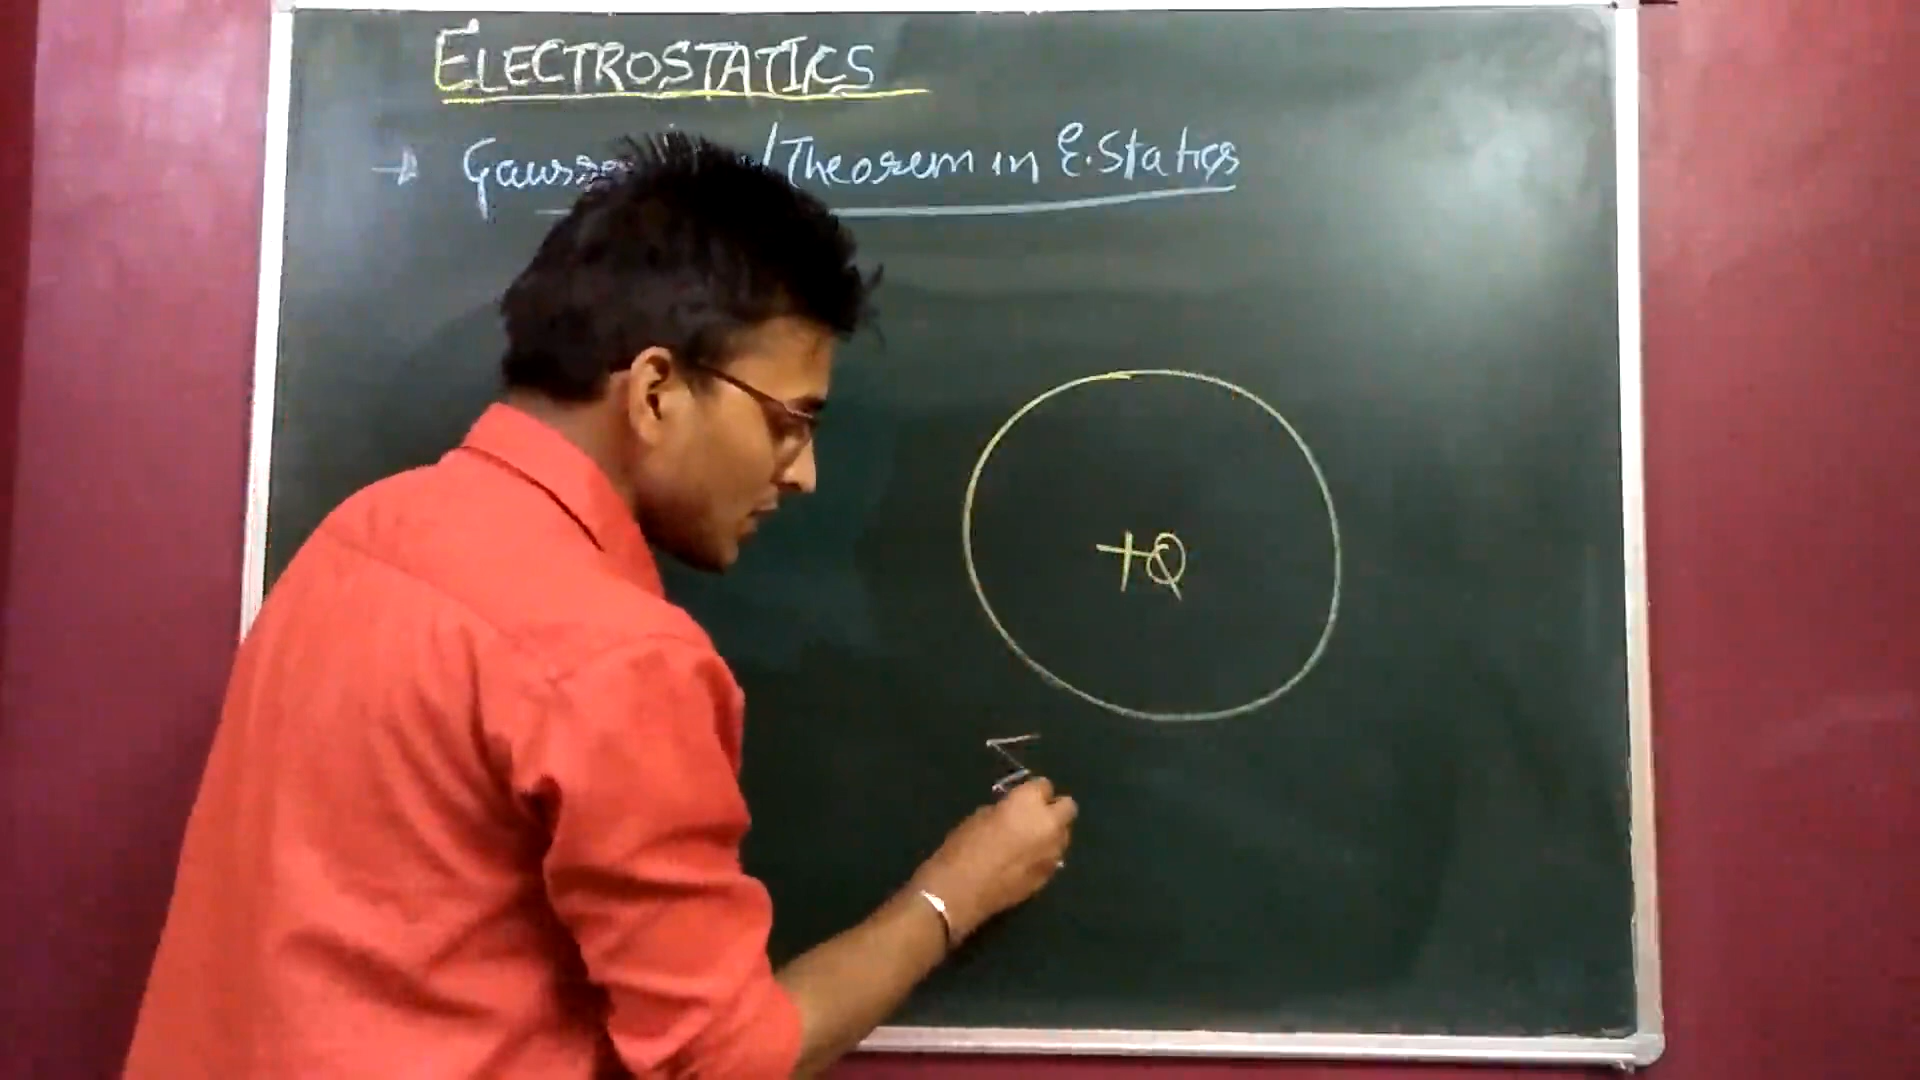 ELECTROSTATICS
→ /Theorem in E.Statics
+Q
Σ